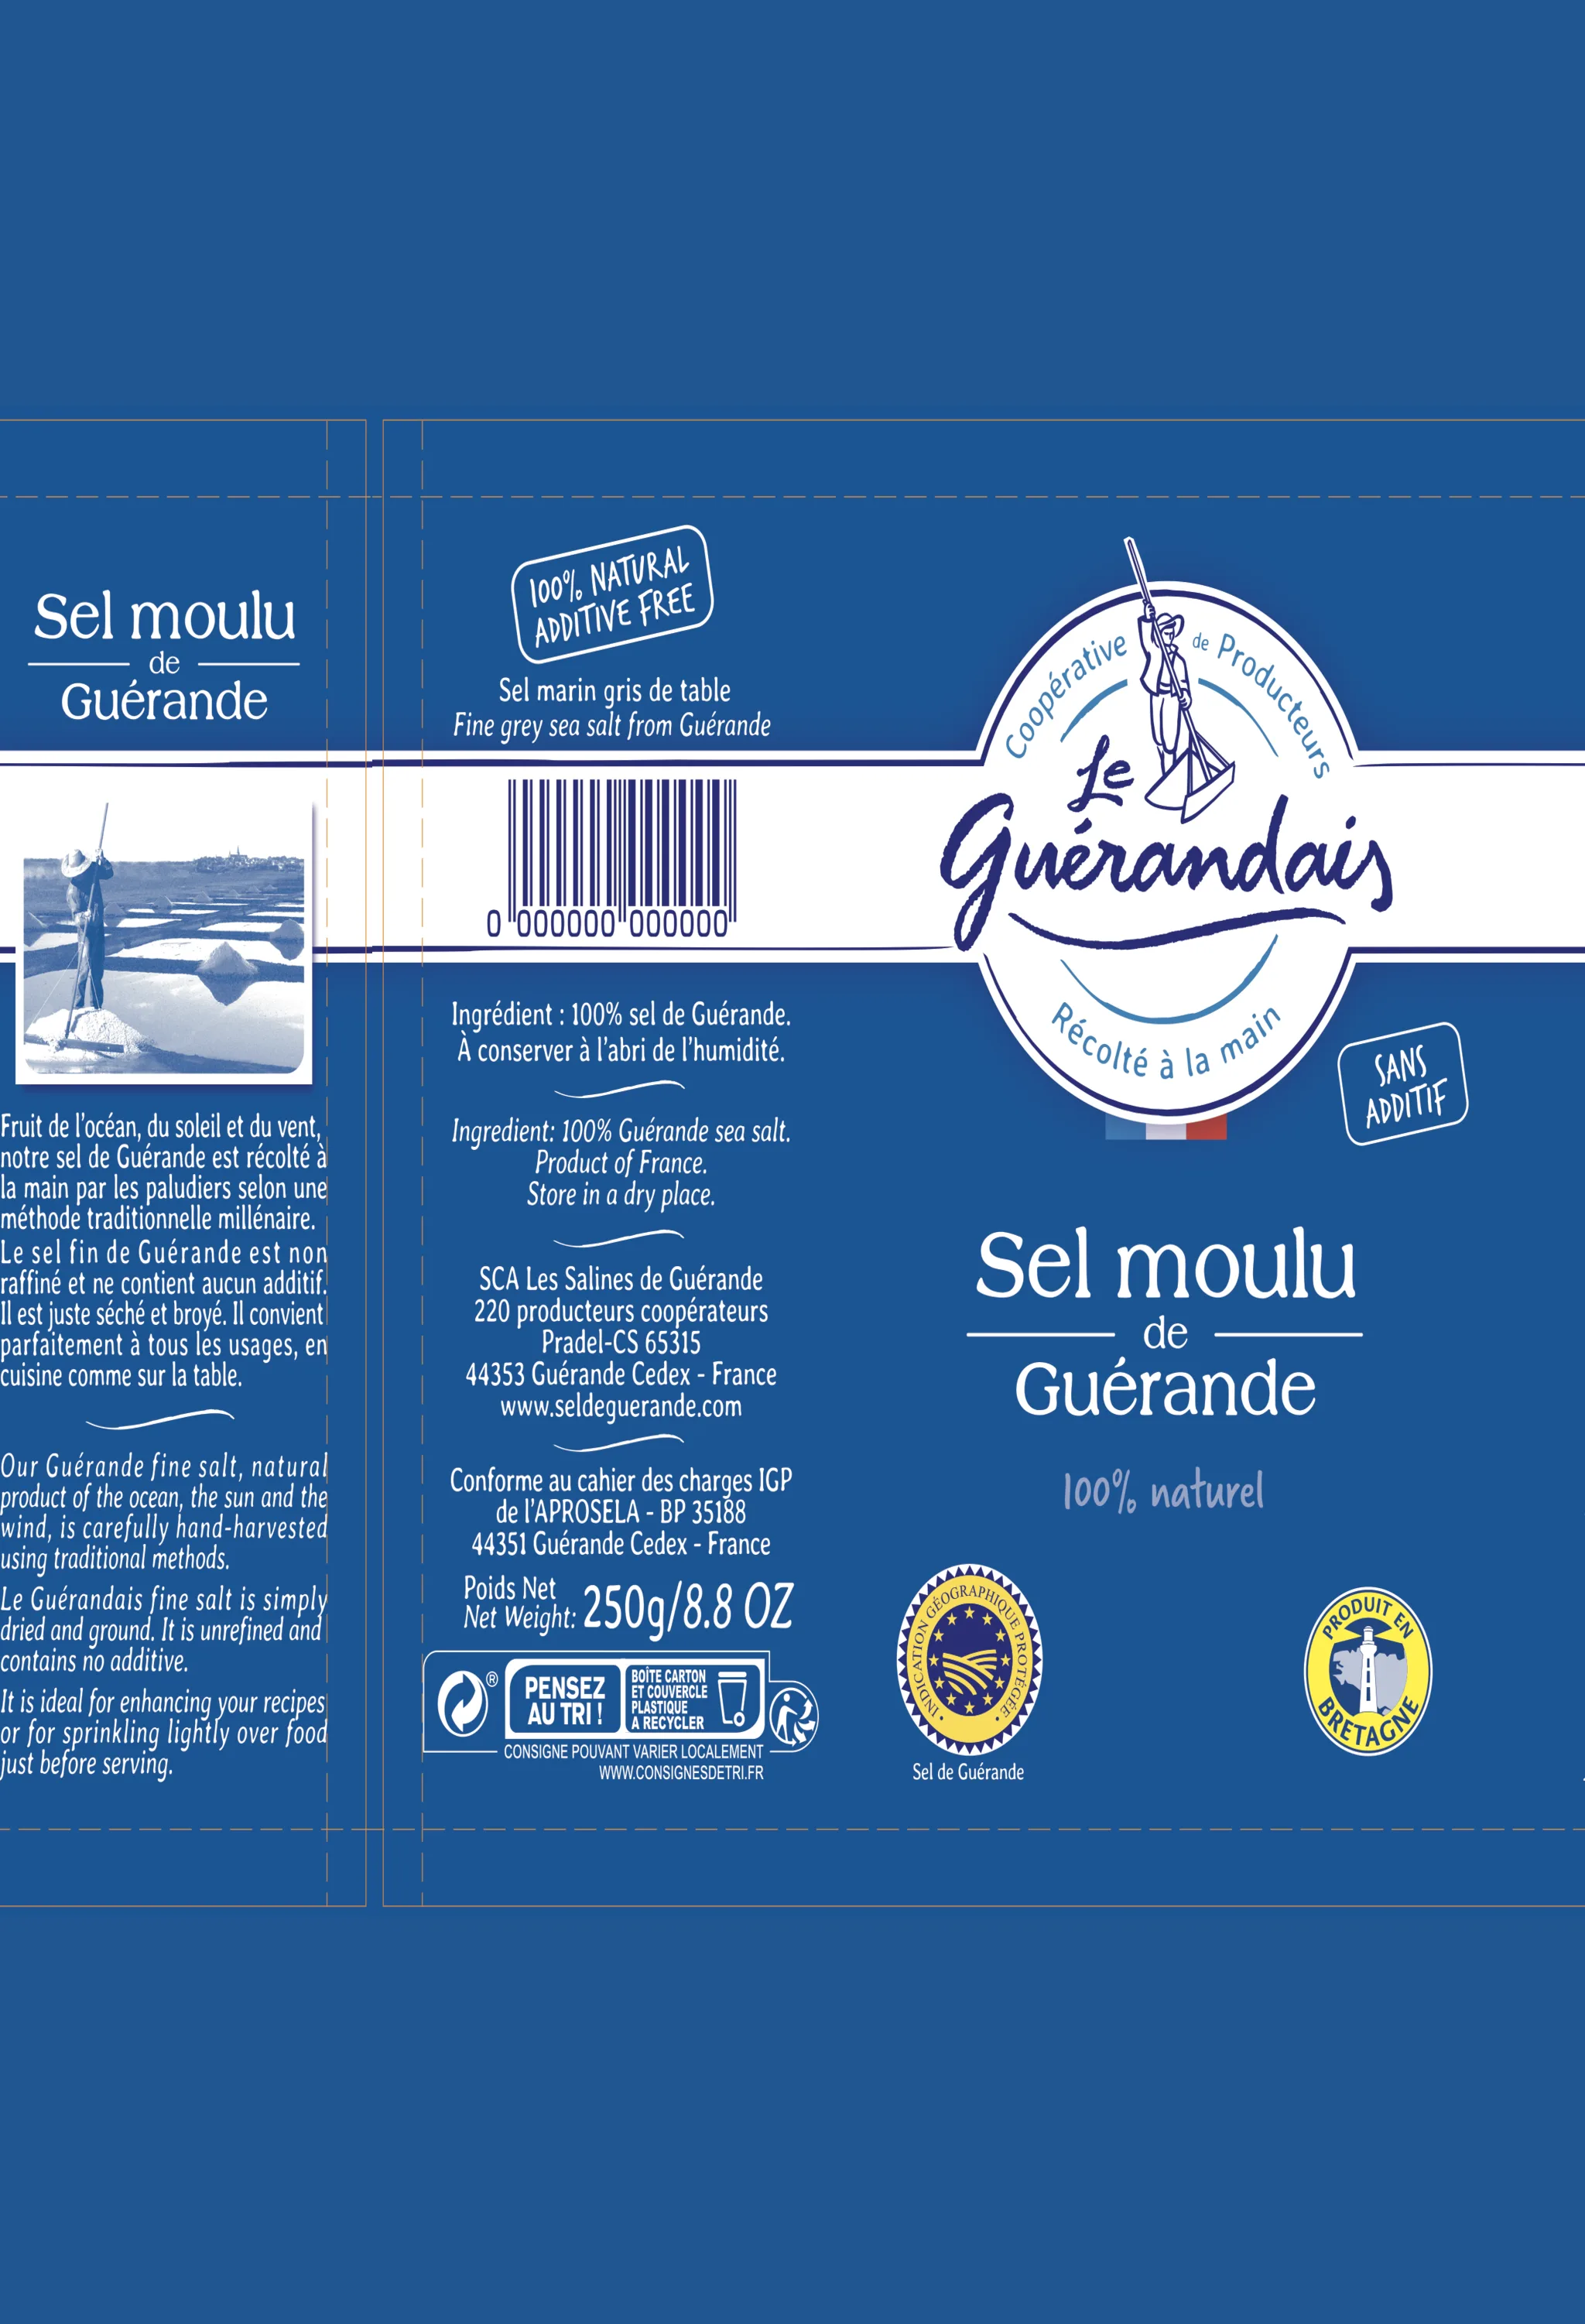 Sel moulu
de
Guérande
Fruit de l'océan, du soleil et du vent,
notre sel de Guérande est récolté à
la main par les paludiers selon une
méthode traditionnelle millénaire.
Le sel fin de Guérande est non
raffiné et ne contient aucun additif.
Il est juste séché et broyé. Il convient
parfaitement à tous les usages, en
cuisine comme sur la table.
Our Guérande fine salt, natural
product of the ocean, the sun and the
wind, is carefully hand-harvested
using traditional methods.
Le Guérandais fine salt is simply
dried and ground. It is unrefined and
contains no additive.
It is ideal for enhancing your recipes
or for sprinkling lightly over food
just before serving.
100% NATURAL
ADDITIVE FREE
Sel marin gris de table
Fine grey sea salt from Guérande
0 000000 000000
Ingrédient : 100% sel de Guérande.
À conserver à l'abri de l'humidité.
Ingredient: 100% Guérande sea salt.
Product of France.
Store in a dry place.
SCA Les Salines de Guérande
220 producteurs coopérateurs
Pradel-CS 65315
44353 Guérande Cedex - France
www.seldeguerande.com
Conforme au cahier des charges IGP
de l'APROSELA - BP 35188
44351 Guérande Cedex - France
Poids Net
Net Weight: 250g/8.8 OZ
®
PENSEZ
AU TRI !
BOÎTE CARTON
ET COUVERCLE
PLASTIQUE
A RECYCLER
CONSIGNE POUVANT VARIER LOCALEMENT
WWW.CONSIGNESDETRI.FR
Coopérative de Producteurs
Le
Guérandais
Récolté à la main
SANS
ADDITIF
Sel moulu
de
Guérande
100% naturel
• INDICATION GÉOGRAPHIQUE PROTÉGÉE •
Sel de Guérande
PRODUIT EN
BRETAGNE